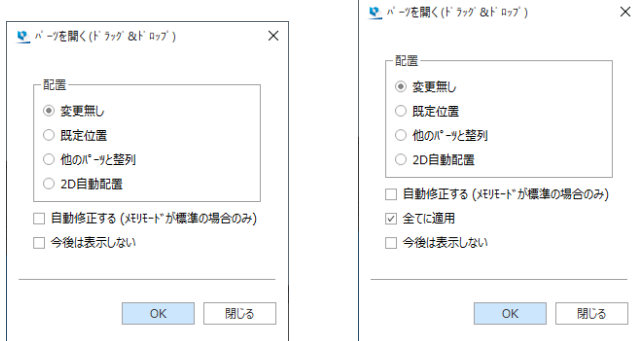 ﾊﾟｰﾂを開く(ﾄﾞﾗｯｸﾞ&ﾄﾞﾛｯﾌﾟ)
配置
変更無し
既定位置
他のﾊﾟｰﾂと整列
2D自動配置
自動修正する (ﾒﾓﾘﾓｰﾄﾞが標準の場合のみ)
今後は表示しない
OK
閉じる
ﾊﾟｰﾂを開く(ﾄﾞﾗｯｸﾞ&ﾄﾞﾛｯﾌﾟ)
配置
変更無し
既定位置
他のﾊﾟｰﾂと整列
2D自動配置
自動修正する (ﾒﾓﾘﾓｰﾄﾞが標準の場合のみ)
全てに適用
今後は表示しない
OK
閉じる